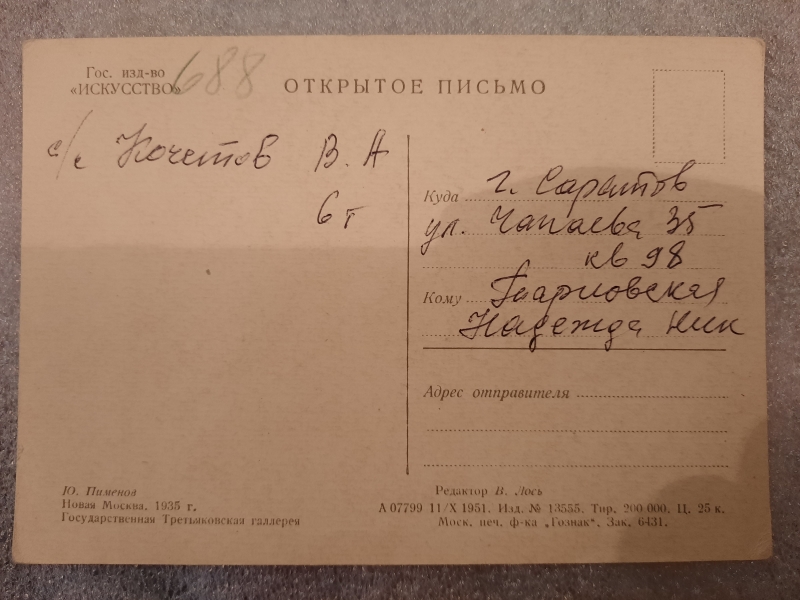 Гос. изд-во
«ИСКУССТВО»
688
ОТКРЫТОЕ ПИСЬМО
с/с Кочетов В. А
6 т
Куда г. Саратов
ул. Чапаева 35
кв 98
Кому Тарловская
Надежда Ник
Адрес отправителя
Ю. Пименов
Новая Москва. 1935 г.
Государственная Третьяковская галлерея
Редактор В. Лось
А 07799 11/X 1951. Изд. № 13555. Тир. 200 000. Ц. 25 к.
Моск. печ. ф-ка „Гознак“. Зак. 6431.